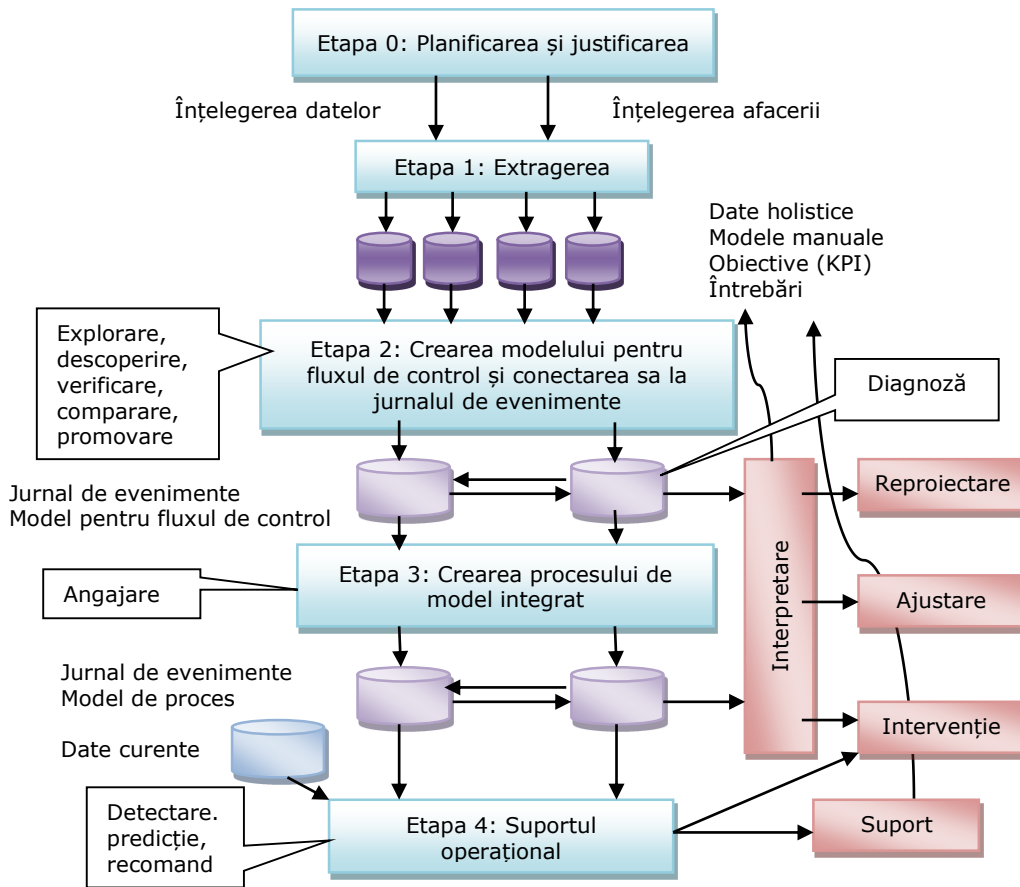 Etapa 0: Planificarea și justificarea
Înțelegerea datelor
Înțelegerea afacerii
Etapa 1: Extragerea
Date holistice
Modele manuale
Obiective (KPI)
Întrebări
Explorare,
descoperire,
verificare,
comparare,
promovare
Etapa 2: Crearea modelului pentru
fluxul de control și conectarea sa la
jurnalul de evenimente
Diagnoză
Jurnal de evenimente
Model pentru fluxul de control
Reproiectare
Interpretare
Angajare
Etapa 3: Crearea procesului de
model integrat
Ajustare
Jurnal de evenimente
Model de proces
Date curente
Intervenție
Detectare.
predicție,
recomand
Etapa 4: Suportul
operațional
Suport